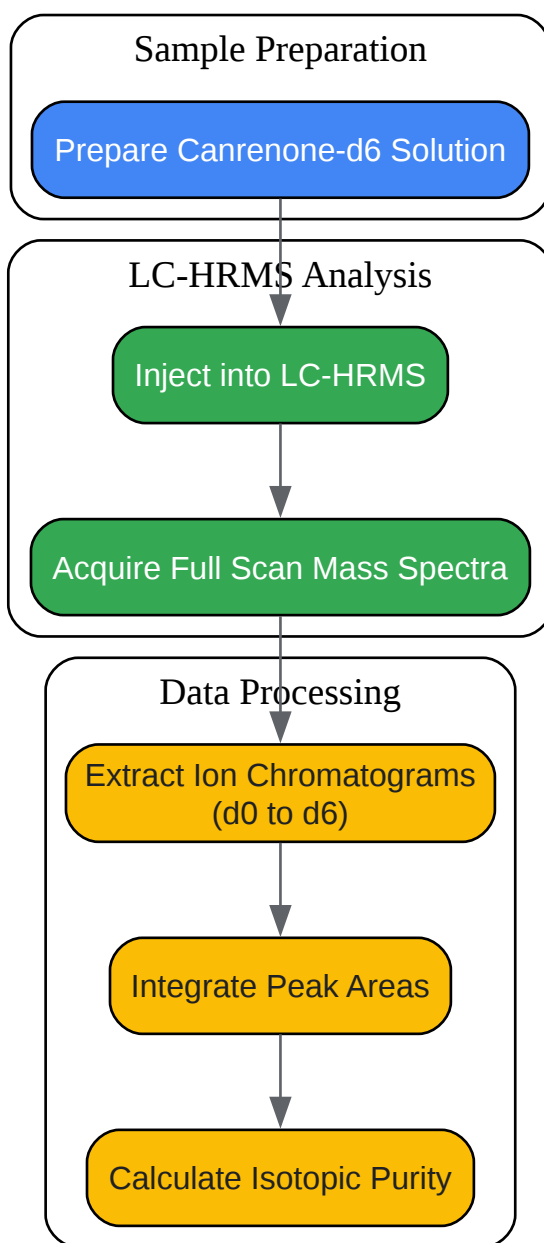 Sample Preparation
Prepare Canrenone-d6 Solution
LC-HRMS Analysis
Inject into LC-HRMS
Acquire Full Scan Mass Spectra
Data Processing
Extract Ion Chromatograms
(d0 to d6)
Integrate Peak Areas
Calculate Isotopic Purity